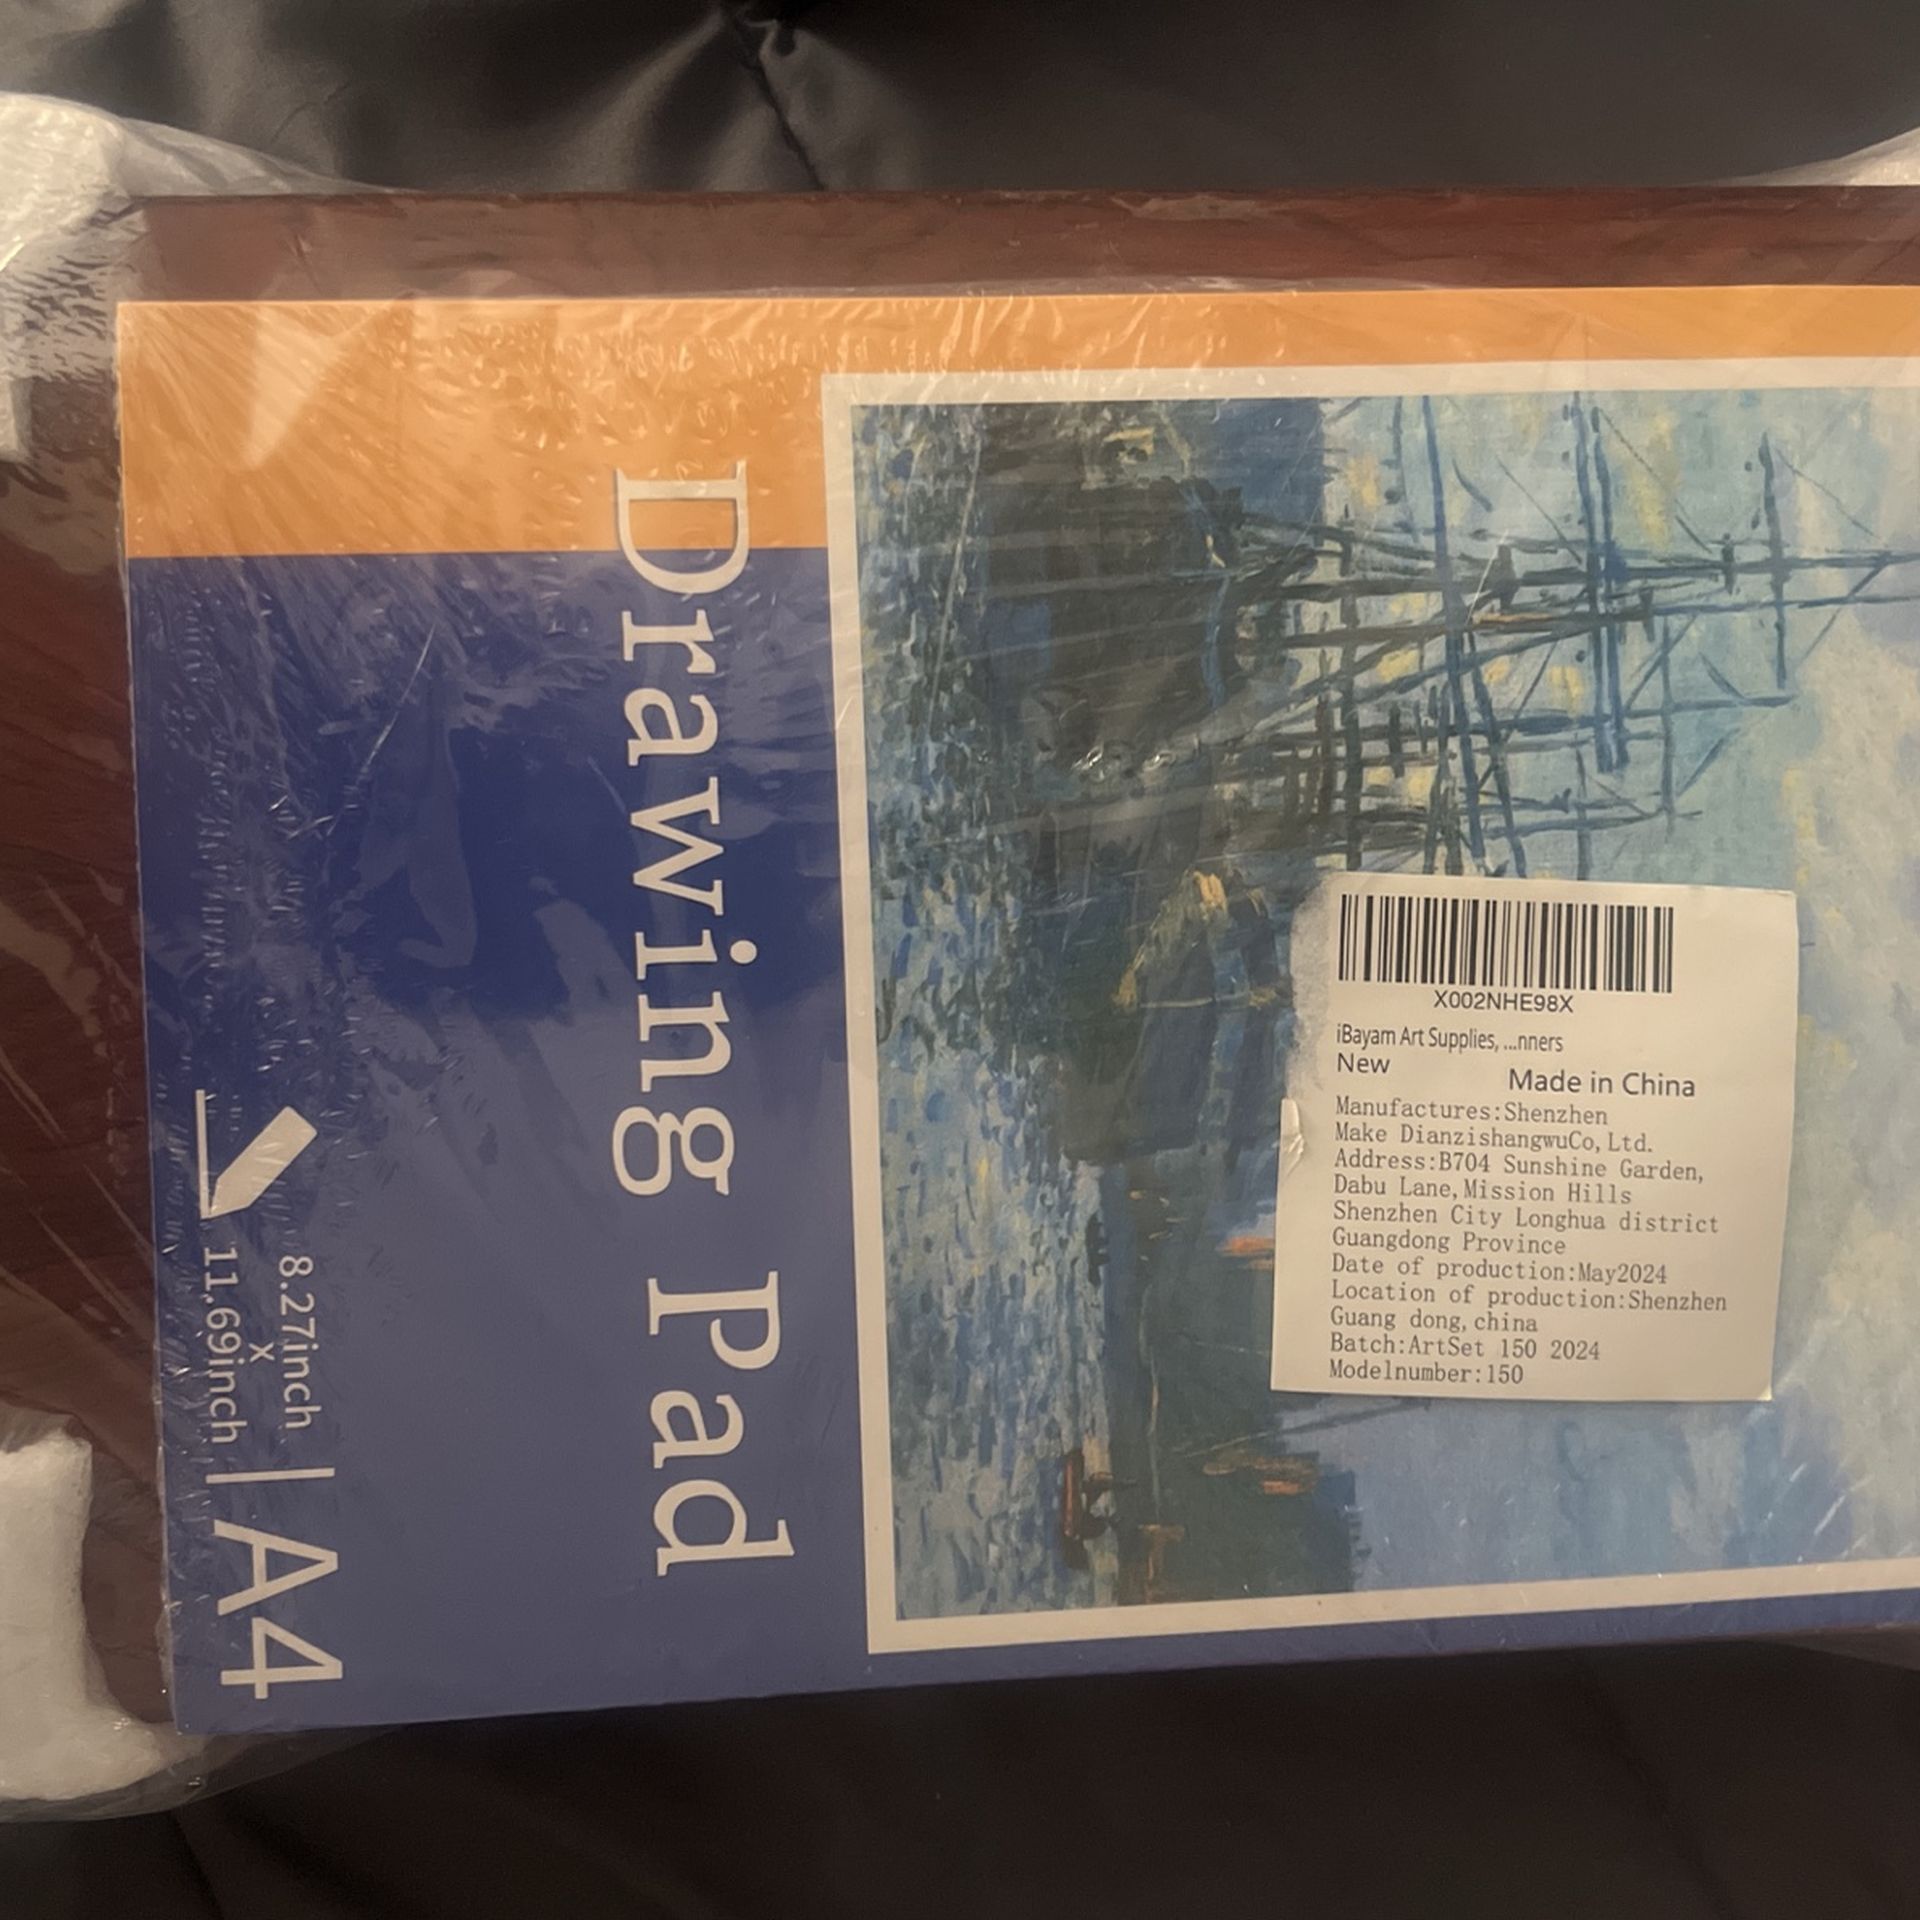 Drawing Pad
8.27inch
x
11.69inch
A4
X002NHE98X
iBayam Art Supplies, ...nners
New
Made in China
Manufactures:Shenzhen
Make DianzishangwuCo,Ltd.
Address:B704 Sunshine Garden,
Dabu Lane,Mission Hills
Shenzhen City Longhua district
Guangdong Province
Date of production:May2024
Location of production:Shenzhen
Guang dong,china
Batch:ArtSet 150 2024
Modelnumber:150